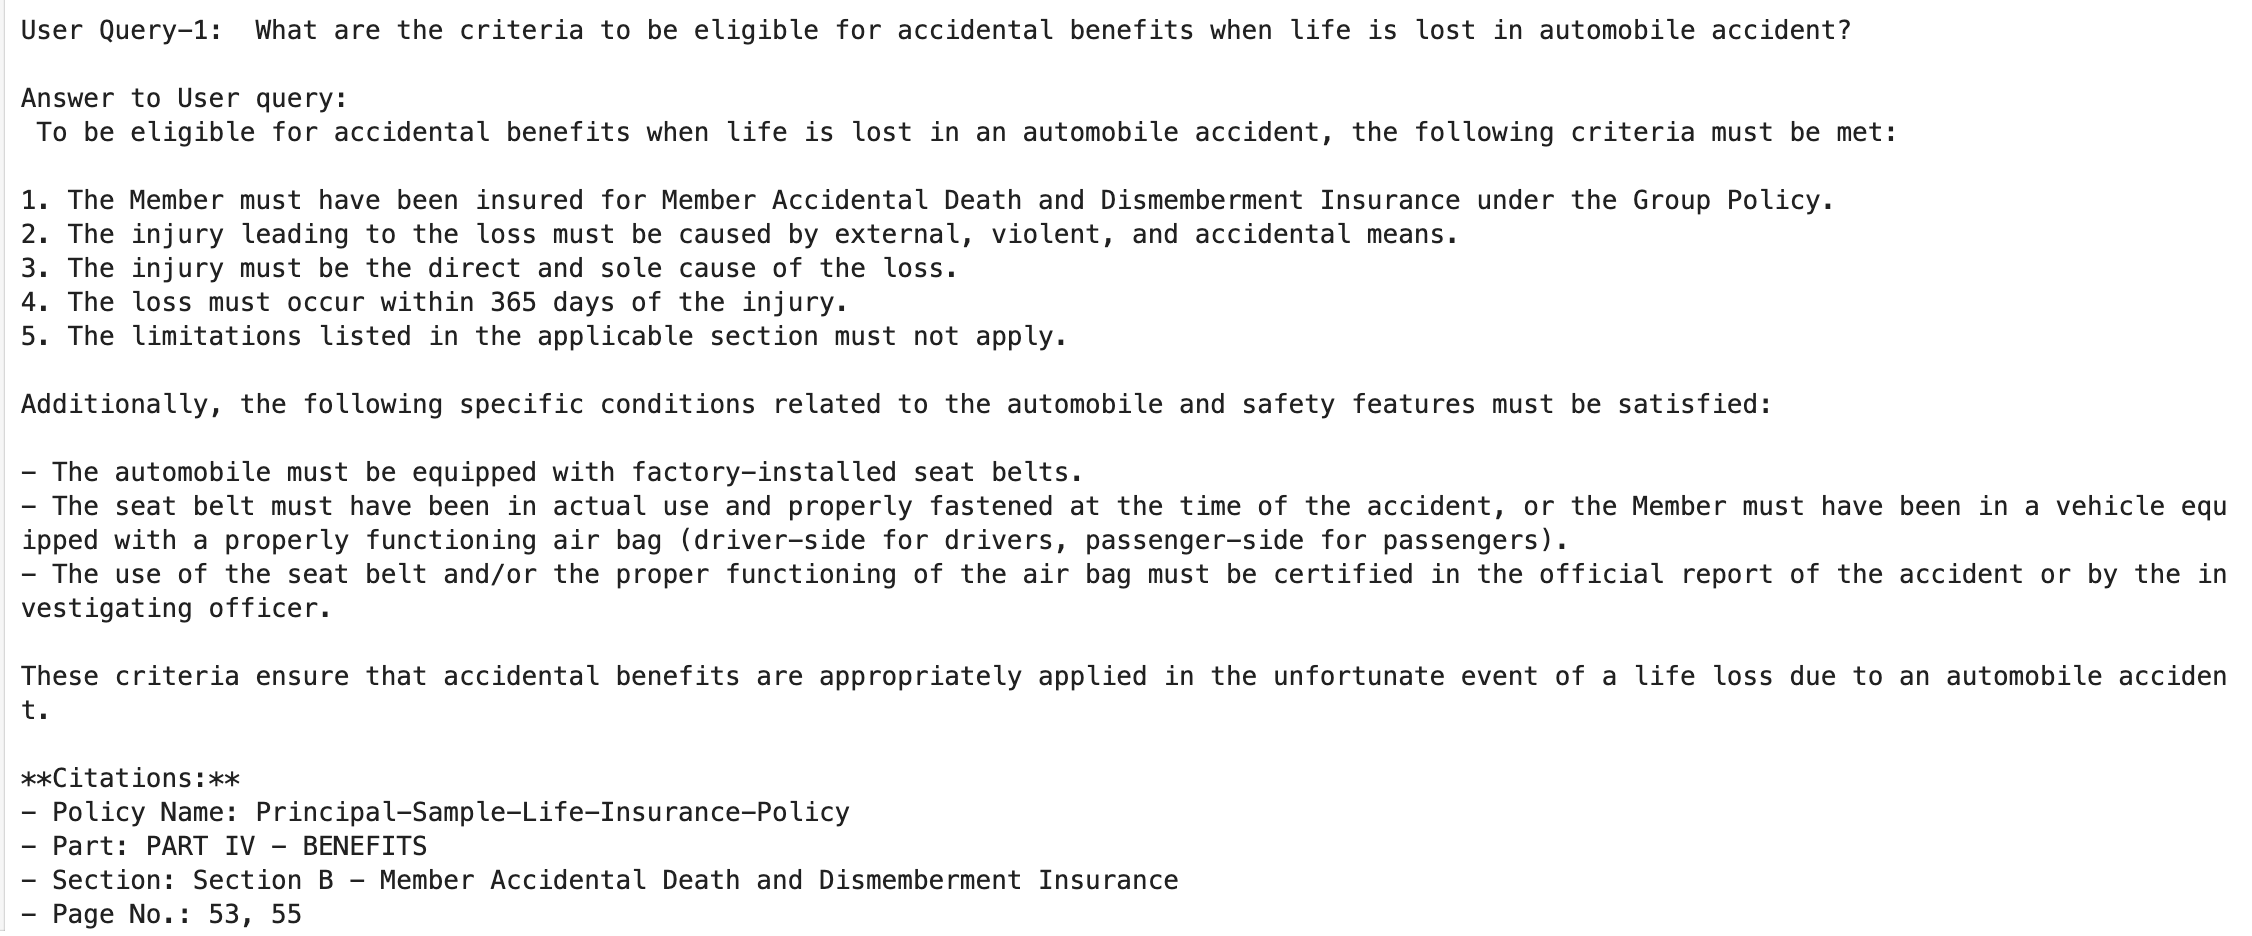 User Query-1:  What are the criteria to be eligible for accidental benefits when life is lost in automobile accident?
Answer to User query:
 To be eligible for accidental benefits when life is lost in an automobile accident, the following criteria must be met:
1. The Member must have been insured for Member Accidental Death and Dismemberment Insurance under the Group Policy.
2. The injury leading to the loss must be caused by external, violent, and accidental means.
3. The injury must be the direct and sole cause of the loss.
4. The loss must occur within 365 days of the injury.
5. The limitations listed in the applicable section must not apply.
Additionally, the following specific conditions related to the automobile and safety features must be satisfied:
- The automobile must be equipped with factory-installed seat belts.
- The seat belt must have been in actual use and properly fastened at the time of the accident, or the Member must have been in a vehicle equ
ipped with a properly functioning air bag (driver-side for drivers, passenger-side for passengers).
- The use of the seat belt and/or the proper functioning of the air bag must be certified in the official report of the accident or by the in
vestigating officer.
These criteria ensure that accidental benefits are appropriately applied in the unfortunate event of a life loss due to an automobile acciden
t.
**Citations:**
- Policy Name: Principal-Sample-Life-Insurance-Policy
- Part: PART IV - BENEFITS
- Section: Section B - Member Accidental Death and Dismemberment Insurance
- Page No.: 53, 55